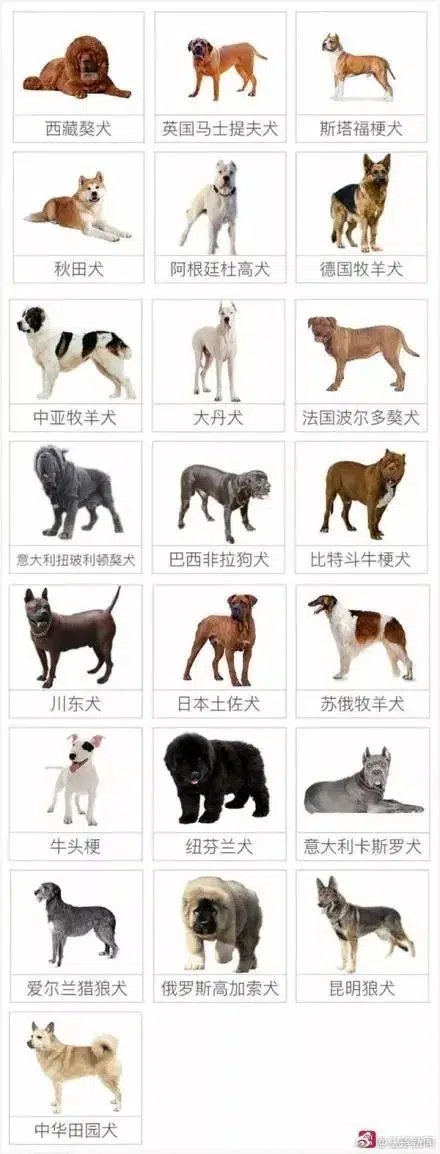 西藏獒犬
英国马士提夫犬
斯塔福梗犬
秋田犬
阿根廷杜高犬
德国牧羊犬
中亚牧羊犬
大丹犬
法国波尔多獒犬
意大利扭玻利顿獒犬
巴西非拉狗犬
比特斗牛梗犬
川东犬
日本土佐犬
苏俄牧羊犬
牛头梗
纽芬兰犬
意大利卡斯罗犬
爱尔兰猎狼犬
俄罗斯高加索犬
昆明狼犬
中华田园犬